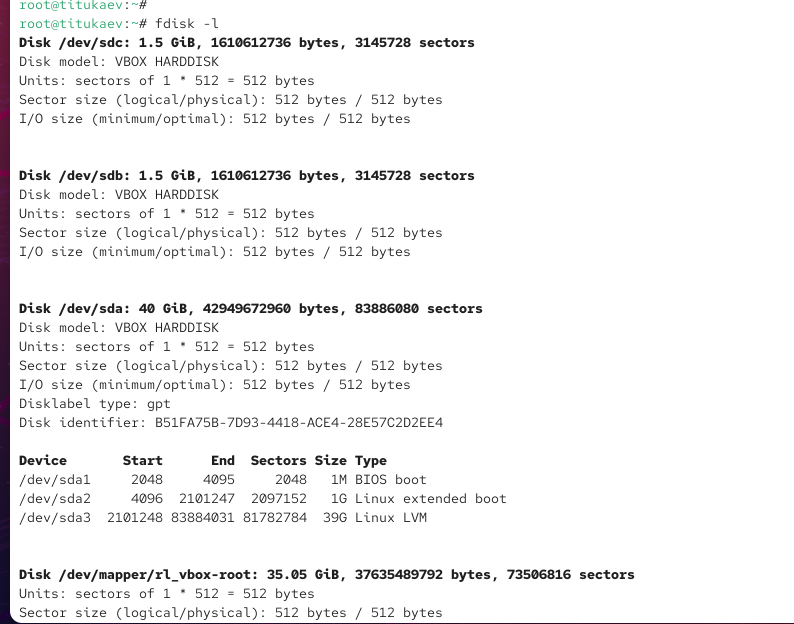 root@titukaev:~#
root@titukaev:~# fdisk -l
Disk /dev/sdc: 1.5 GiB, 1610612736 bytes, 3145728 sectors
Disk model: VBOX HARDDISK
Units: sectors of 1 * 512 = 512 bytes
Sector size (logical/physical): 512 bytes / 512 bytes
I/O size (minimum/optimal): 512 bytes / 512 bytes
Disk /dev/sdb: 1.5 GiB, 1610612736 bytes, 3145728 sectors
Disk model: VBOX HARDDISK
Units: sectors of 1 * 512 = 512 bytes
Sector size (logical/physical): 512 bytes / 512 bytes
I/O size (minimum/optimal): 512 bytes / 512 bytes
Disk /dev/sda: 40 GiB, 42949672960 bytes, 83886080 sectors
Disk model: VBOX HARDDISK
Units: sectors of 1 * 512 = 512 bytes
Sector size (logical/physical): 512 bytes / 512 bytes
I/O size (minimum/optimal): 512 bytes / 512 bytes
Disklabel type: gpt
Disk identifier: B51FA75B-7D93-4418-ACE4-28E57C2D2EE4
Device       Start      End  Sectors Size Type
/dev/sda1     2048     4095     2048   1M BIOS boot
/dev/sda2     4096  2101247  2097152   1G Linux extended boot
/dev/sda3  2101248 83884031 81782784  39G Linux LVM
Disk /dev/mapper/rl_vbox-root: 35.05 GiB, 37635489792 bytes, 73506816 sectors
Units: sectors of 1 * 512 = 512 bytes
Sector size (logical/physical): 512 bytes / 512 bytes